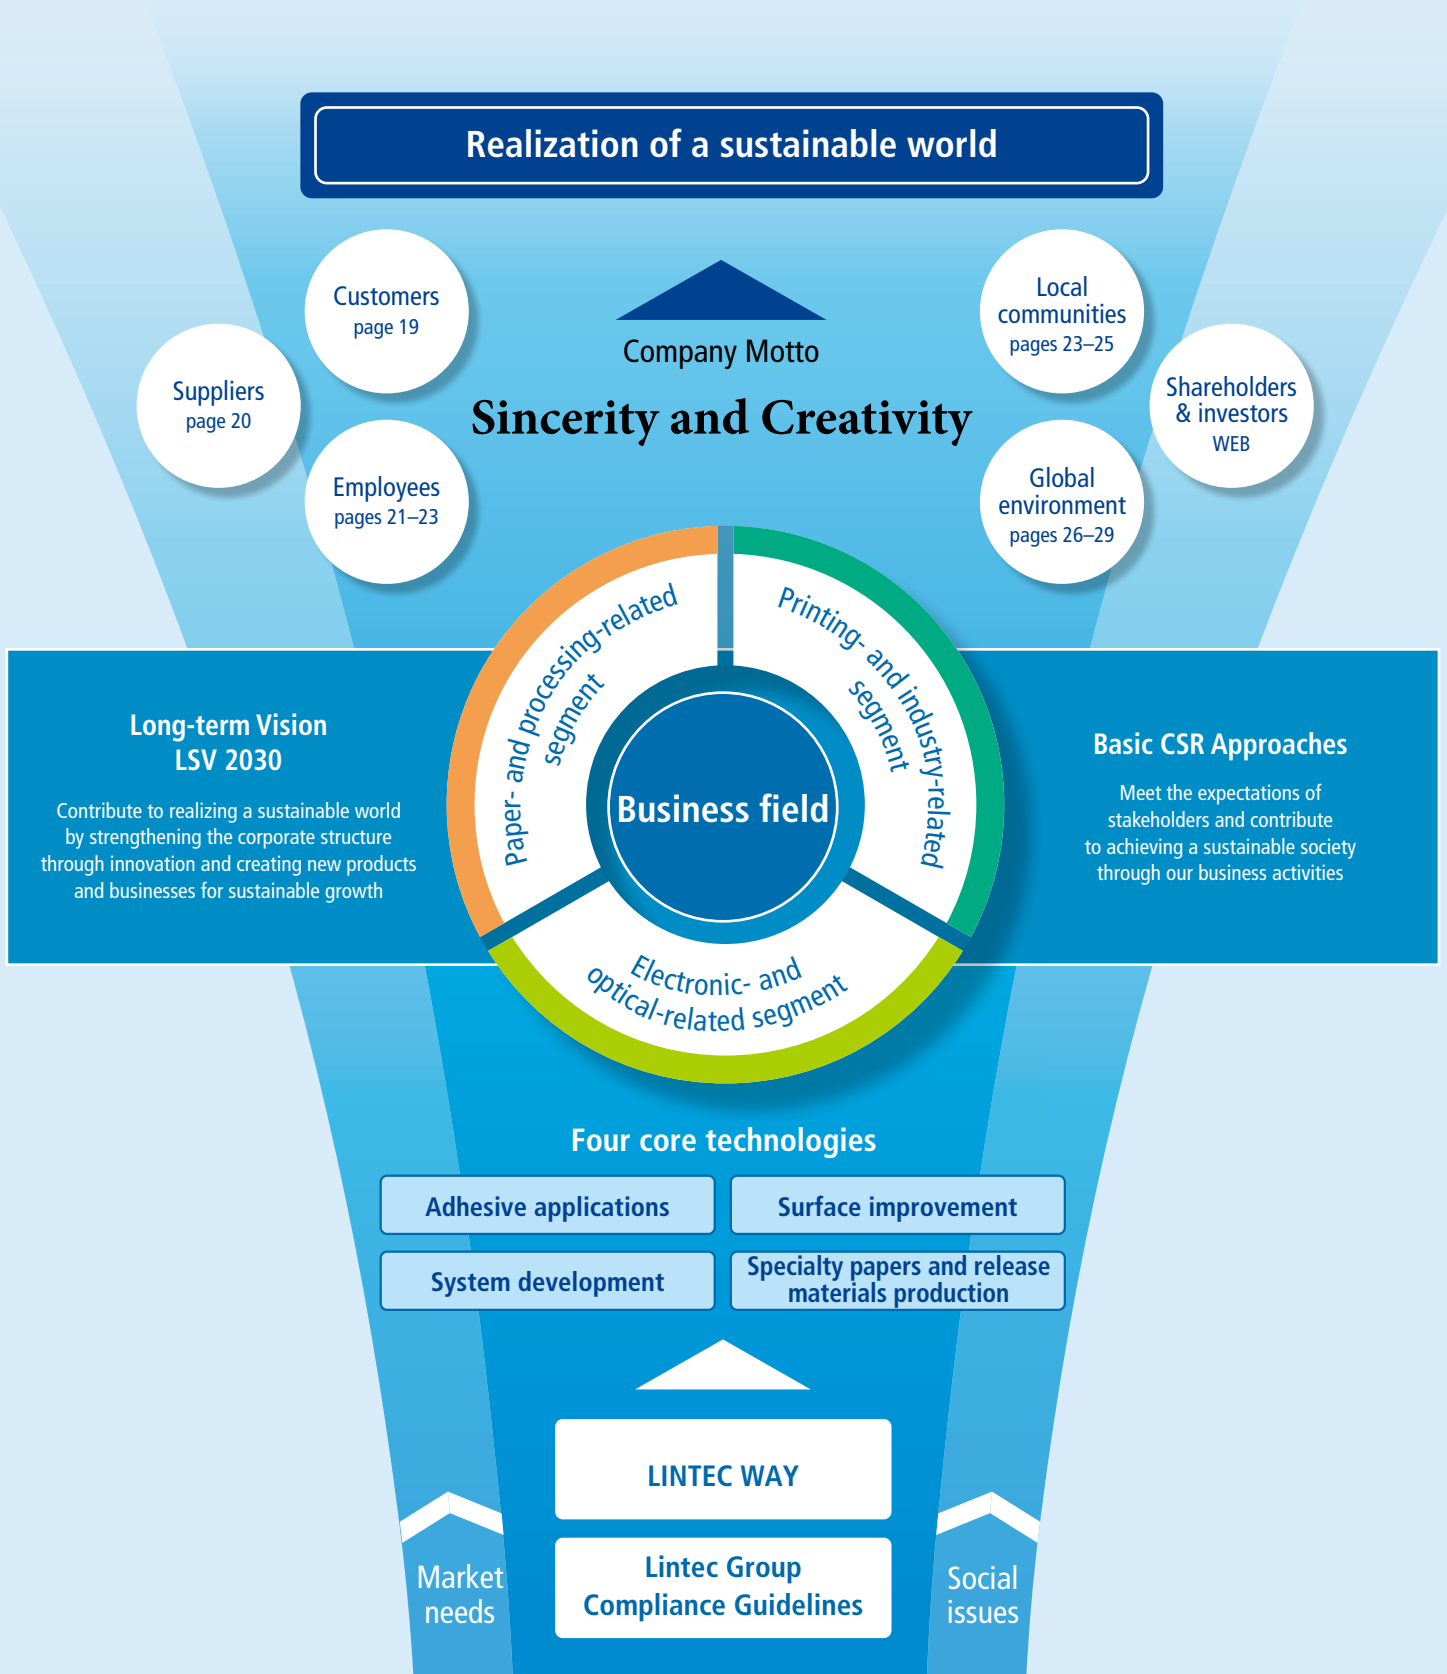 Realization of a sustainable world
Customers
page 19
Suppliers
page 20
Employees
pages 21–23
Company Motto
Sincerity and Creativity
Local
communities
pages 23–25
Shareholders
& investors
WEB
Global
environment
pages 26–29
Long-term Vision
LSV 2030
Contribute to realizing a sustainable world
by strengthening the corporate structure
through innovation and creating new products
and businesses for sustainable growth
Paper- and processing-related
segment
Printing- and industry-related
segment
Business field
Electronic- and
optical-related segment
Basic CSR Approaches
Meet the expectations of
stakeholders and contribute
to achieving a sustainable society
through our business activities
Four core technologies
Adhesive applications
Surface improvement
System development
Specialty papers and release
materials production
LINTEC WAY
Lintec Group
Compliance Guidelines
Market
needs
Social
issues